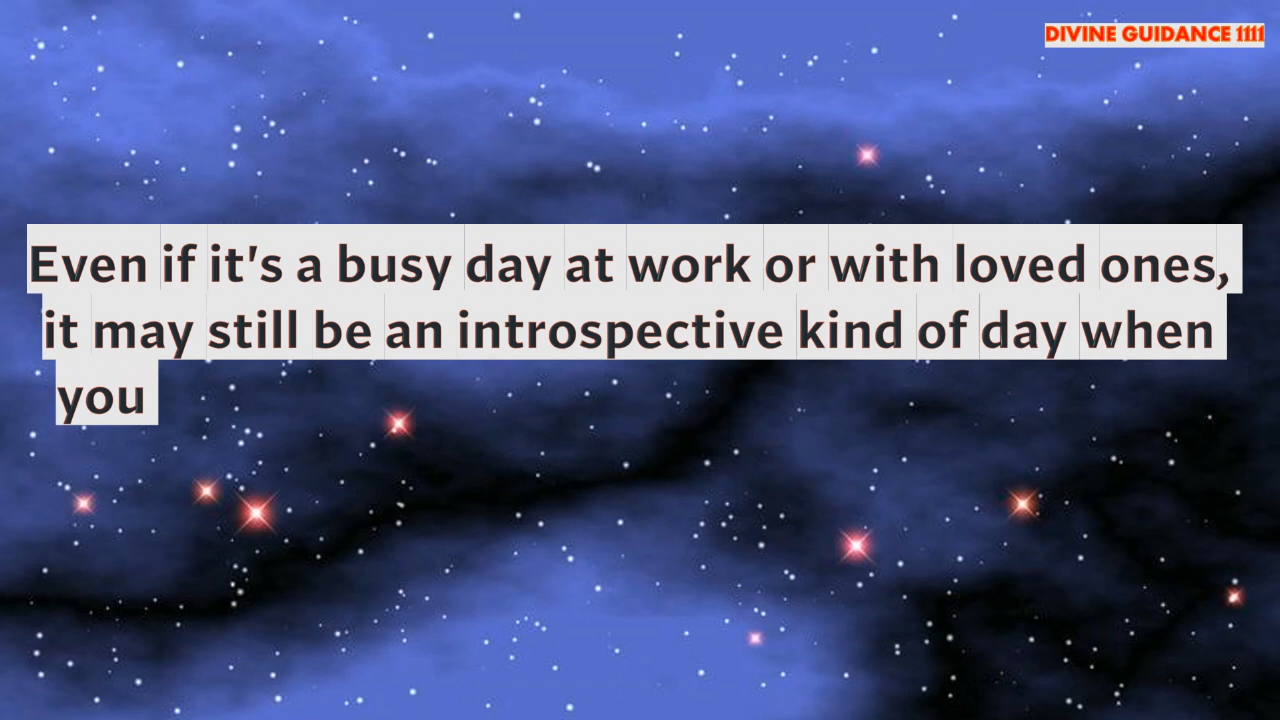 DIVINE GUIDANCE 1111
Even if it's a busy day at work or with loved ones,
it may still be an introspective kind of day when
you